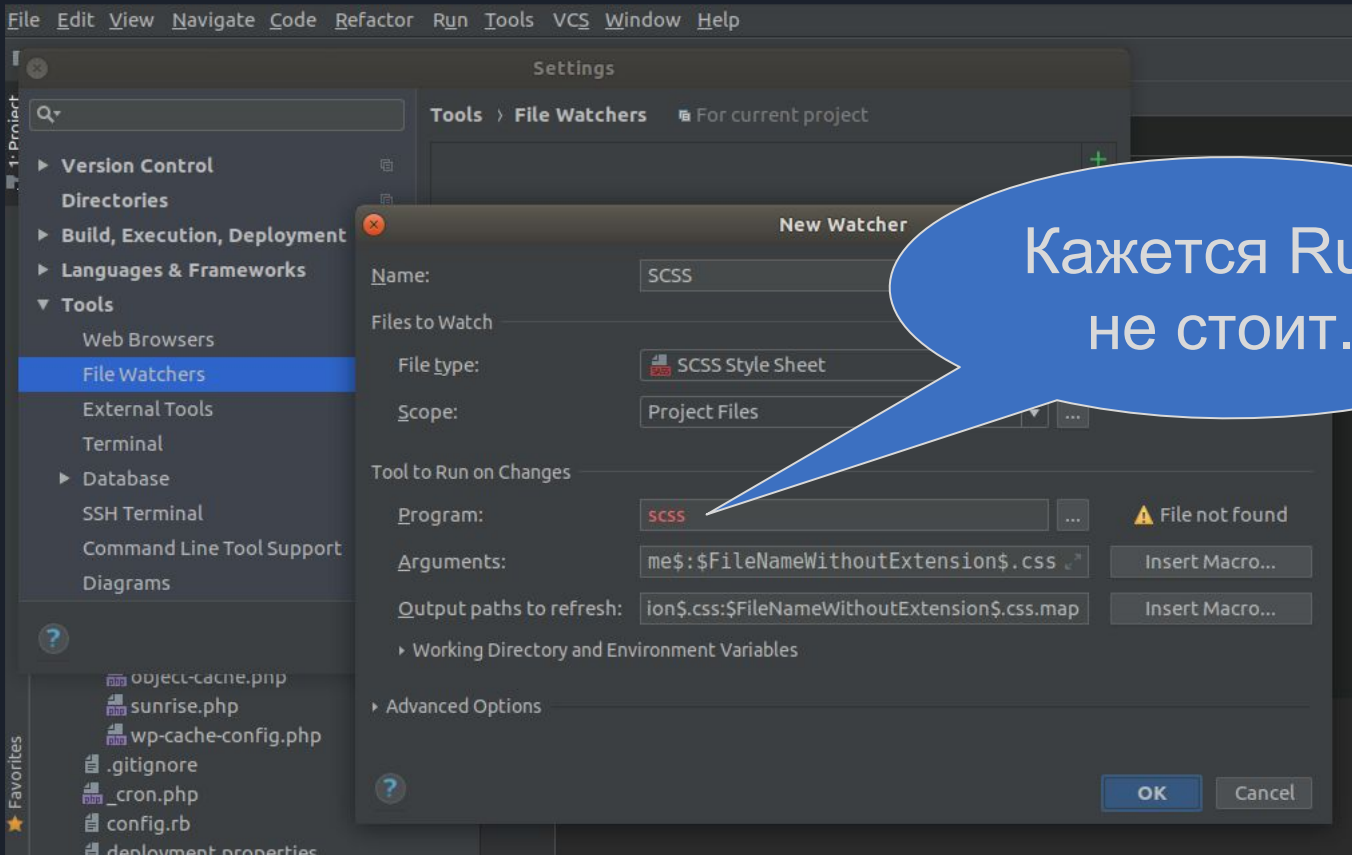 File Edit View Navigate Code Refactor Run Tools VCS Window Help
Settings
1: Project
Tools › File Watchers For current project
Version Control
Directories
Build, Execution, Deployment
Languages & Frameworks
Tools
Web Browsers
File Watchers
External Tools
Terminal
Database
SSH Terminal
Command Line Tool Support
Diagrams
?
New Watcher
Name: SCSS
Files to Watch
File type: SCSS Style Sheet
Scope: Project Files ...
Tool to Run on Changes
Program: scss ... File not found
Arguments: me$:$FileNameWithoutExtension$.css Insert Macro...
Output paths to refresh: ion$.css:$FileNameWithoutExtension$.css.map Insert Macro...
Working Directory and Environment Variables
Advanced Options
?
OK Cancel
Кажется Ru
не стоит.
object-cache.php
sunrise.php
wp-cache-config.php
.gitignore
_cron.php
config.rb
deployment.properties
Favorites